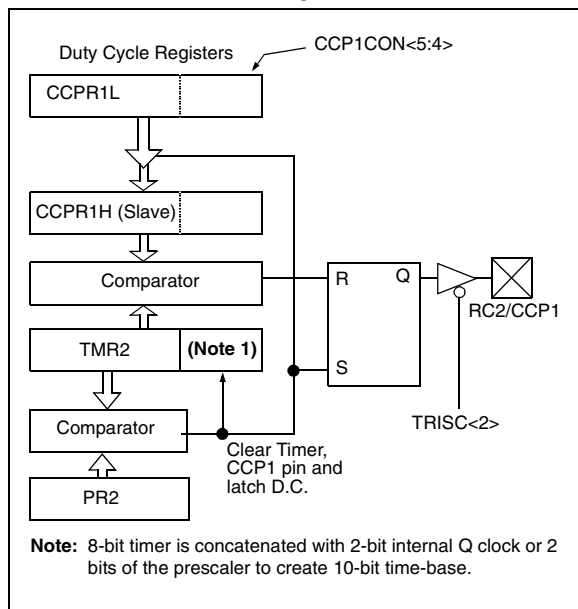 Duty Cycle Registers
CCP1CON<5:4>
CCPR1L
CCPR1H (Slave)
Comparator
R
Q
RC2/CCP1
TMR2
(Note 1)
S
Comparator
TRISC<2>
Clear Timer,
CCP1 pin and
latch D.C.
PR2
Note: 8-bit timer is concatenated with 2-bit internal Q clock or 2
bits of the prescaler to create 10-bit time-base.